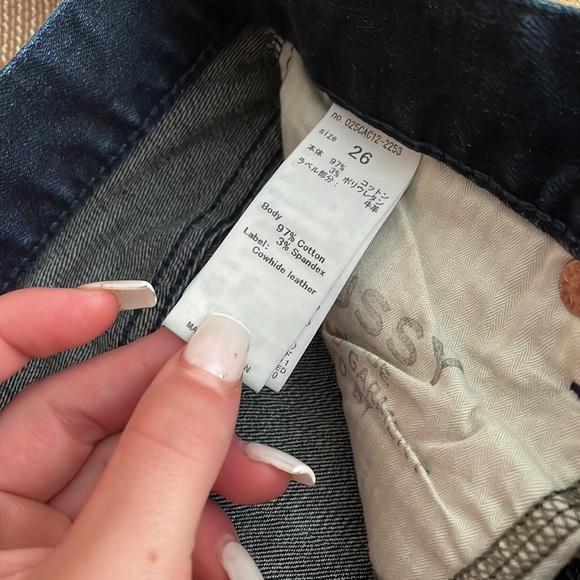 no. 025CAC12-2253
size 26
本体 97% コットン
3% ポリウレタン
ラベル部分: 牛革
Body
97% Cotton
3% Spandex
Label:
Cowhide leather